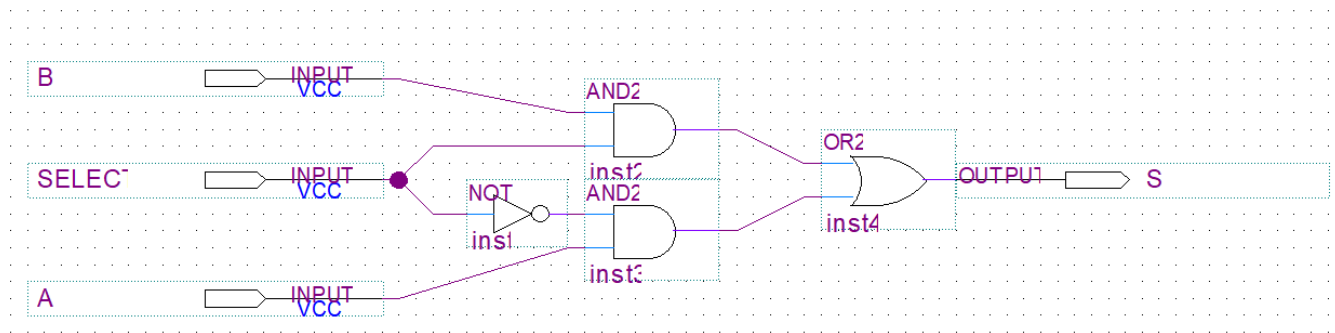 B
INPUT
VCC
AND2
inst2
SELECT
INPUT
VCC
NOT
inst1
AND2
inst3
OR2
inst4
OUTPUT
S
A
INPUT
VCC